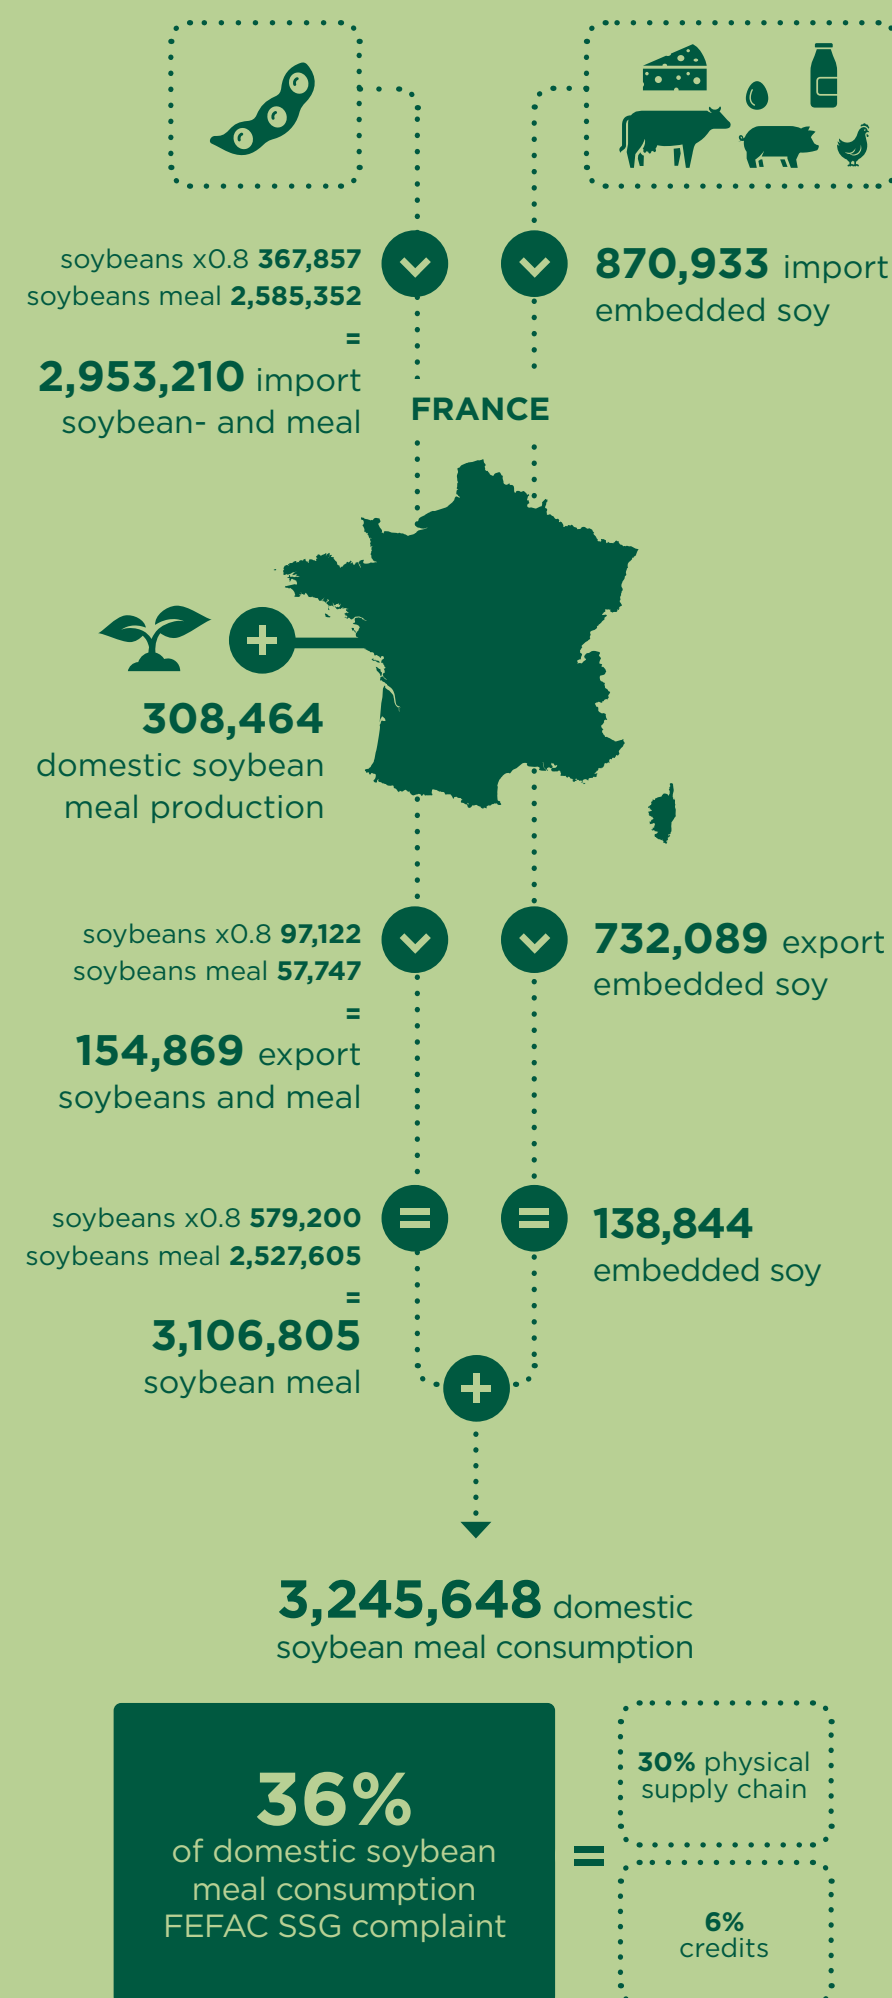 soybeans x0.8 367,857
soybeans meal 2,585,352
=
2,953,210 import
soybean- and meal
870,933 import
embedded soy
FRANCE
308,464
domestic soybean
meal production
soybeans x0.8 97,122
soybeans meal 57,747
=
154,869 export
soybeans and meal
732,089 export
embedded soy
soybeans x0.8 579,200
soybeans meal 2,527,605
=
3,106,805
soybean meal
138,844
embedded soy
3,245,648 domestic
soybean meal consumption
36%
of domestic soybean
meal consumption
FEFAC SSG complaint
=
30% physical
supply chain
6%
credits